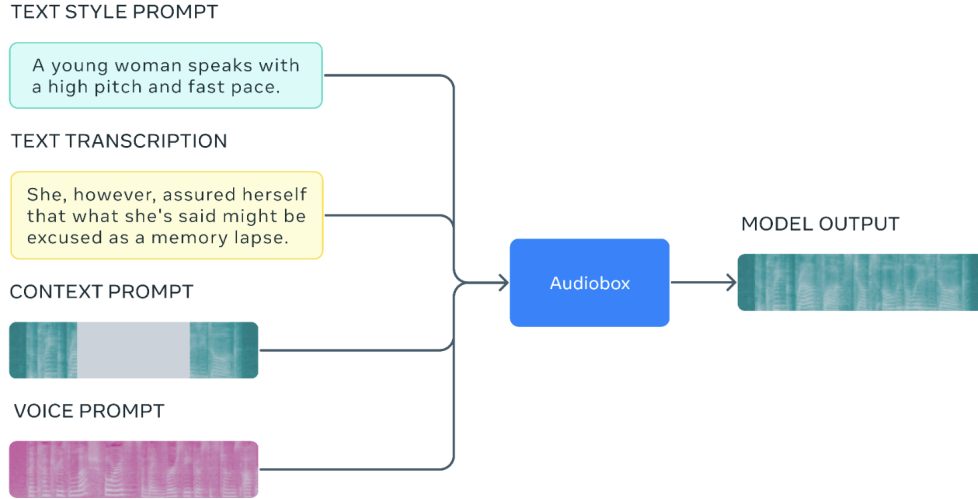 TEXT STYLE PROMPT
A young woman speaks with
a high pitch and fast pace.
TEXT TRANSCRIPTION
She, however, assured herself
that what she's said might be
excused as a memory lapse.
CONTEXT PROMPT
VOICE PROMPT
Audiobox
MODEL OUTPUT